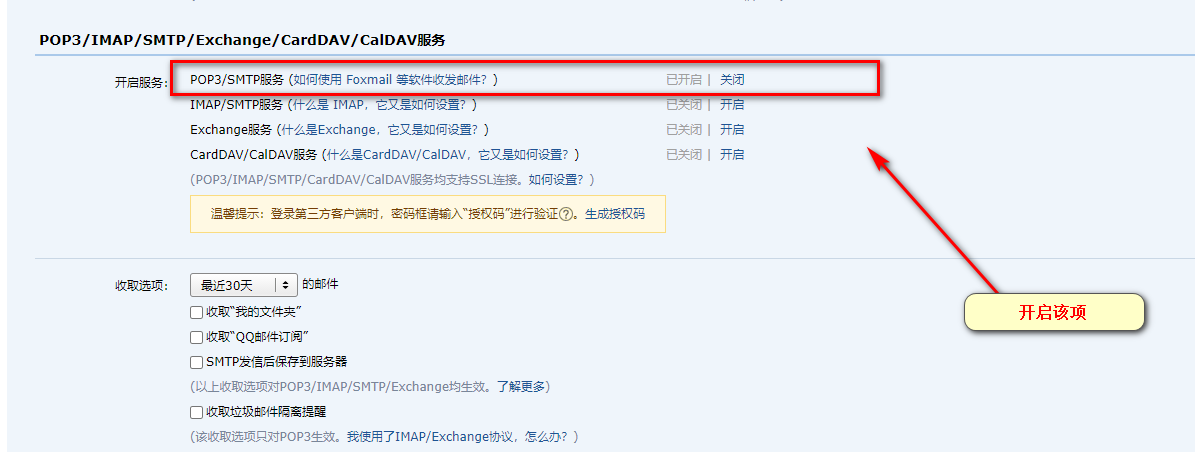 POP3/IMAP/SMTP/Exchange/CardDAV/CalDAV服务
开启服务: POP3/SMTP服务 (如何使用 Foxmail 等软件收发邮件? ) 已开启 | 关闭
IMAP/SMTP服务 (什么是 IMAP，它又是如何设置? ) 已关闭 | 开启
Exchange服务 (什么是Exchange，它又是如何设置? ) 已关闭 | 开启
CardDAV/CalDAV服务 (什么是CardDAV/CalDAV，它又是如何设置? ) 已关闭 | 开启
(POP3/IMAP/SMTP/CardDAV/CalDAV服务均支持SSL连接。如何设置? )
温馨提示: 登录第三方客户端时，密码框请输入“授权码”进行验证?。生成授权码
收取选项: 最近30天 的邮件
开启该项
收取“我的文件夹”
收取“QQ邮件订阅”
SMTP发信后保存到服务器
(以上收取选项对POP3/IMAP/SMTP/Exchange均生效。了解更多)
收取垃圾邮件隔离提醒
(该收取选项只对POP3生效。我使用了IMAP/Exchange协议，怎么办? )